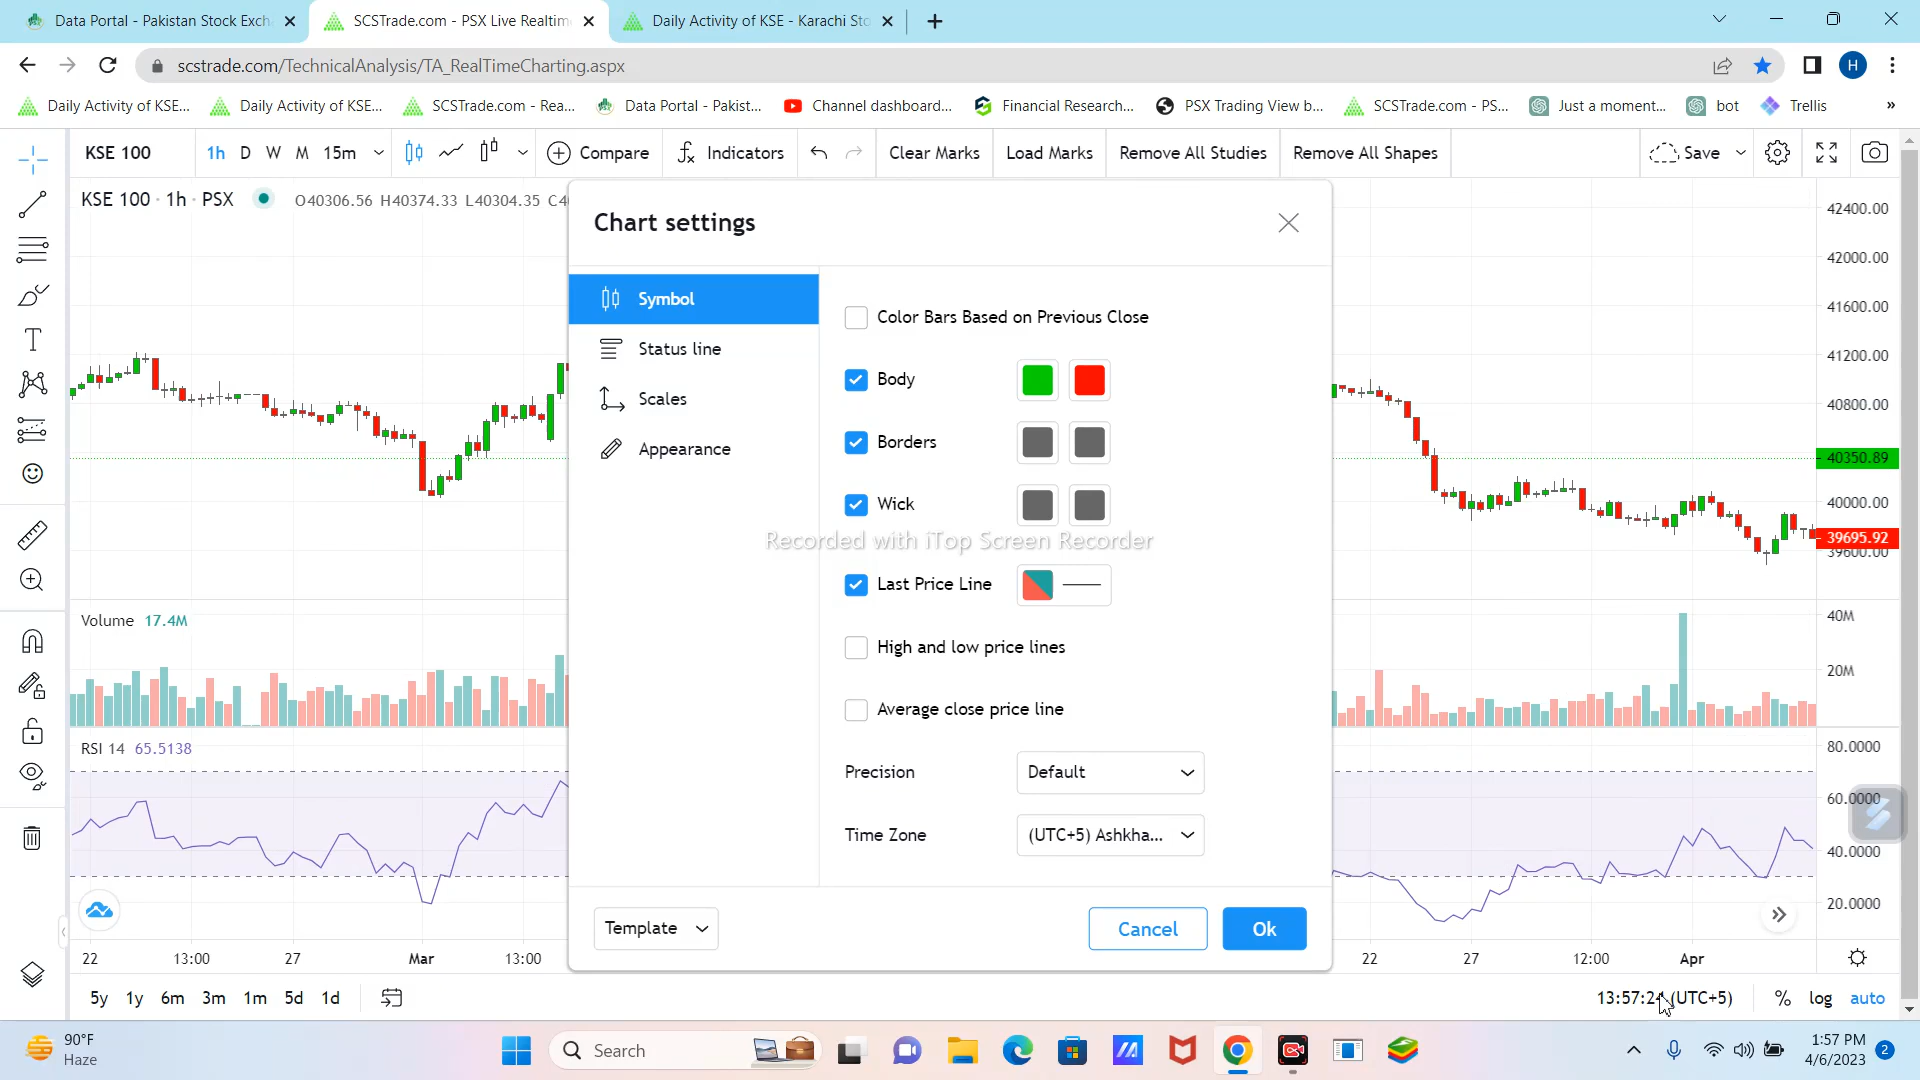 Data Portal - Pakistan Stock Exch
SCSTrade.com - PSX Live Realtim
Daily Activity of KSE - Karachi Sto
scstrade.com/TechnicalAnalysis/TA_RealTimeCharting.aspx
H
Daily Activity of KSE... Daily Activity of KSE... SCSTrade.com - Rea... Data Portal - Pakist... Channel dashboard... Financial Research... PSX Trading View b... SCSTrade.com - PS... Just a moment... bot Trellis »
KSE 100 1h D W M 15m Compare Indicators Clear Marks Load Marks Remove All Studies Remove All Shapes Save
KSE 100 · 1h · PSX O40306.56 H40374.33 L40304.35 C4
Chart settings
Symbol
Status line
Scales
Appearance
Color Bars Based on Previous Close
Body
Borders
Wick
Recorded with iTop Screen Recorder
Last Price Line
High and low price lines
Average close price line
Precision Default
Time Zone (UTC+5) Ashkha...
Template Cancel Ok
42400.00
42000.00
41600.00
41200.00
40800.00
40350.89
40000.00
39695.92
39600.00
Volume 17.4M
40M
20M
RSI 14 65.5138
80.0000
60.0000
40.0000
20.0000
22 13:00 27 Mar 13:00 22 27 12:00 Apr
5y 1y 6m 3m 1m 5d 1d (UTC+5) % log auto
90°F
Haze
Search
1:57 PM
4/6/2023
2